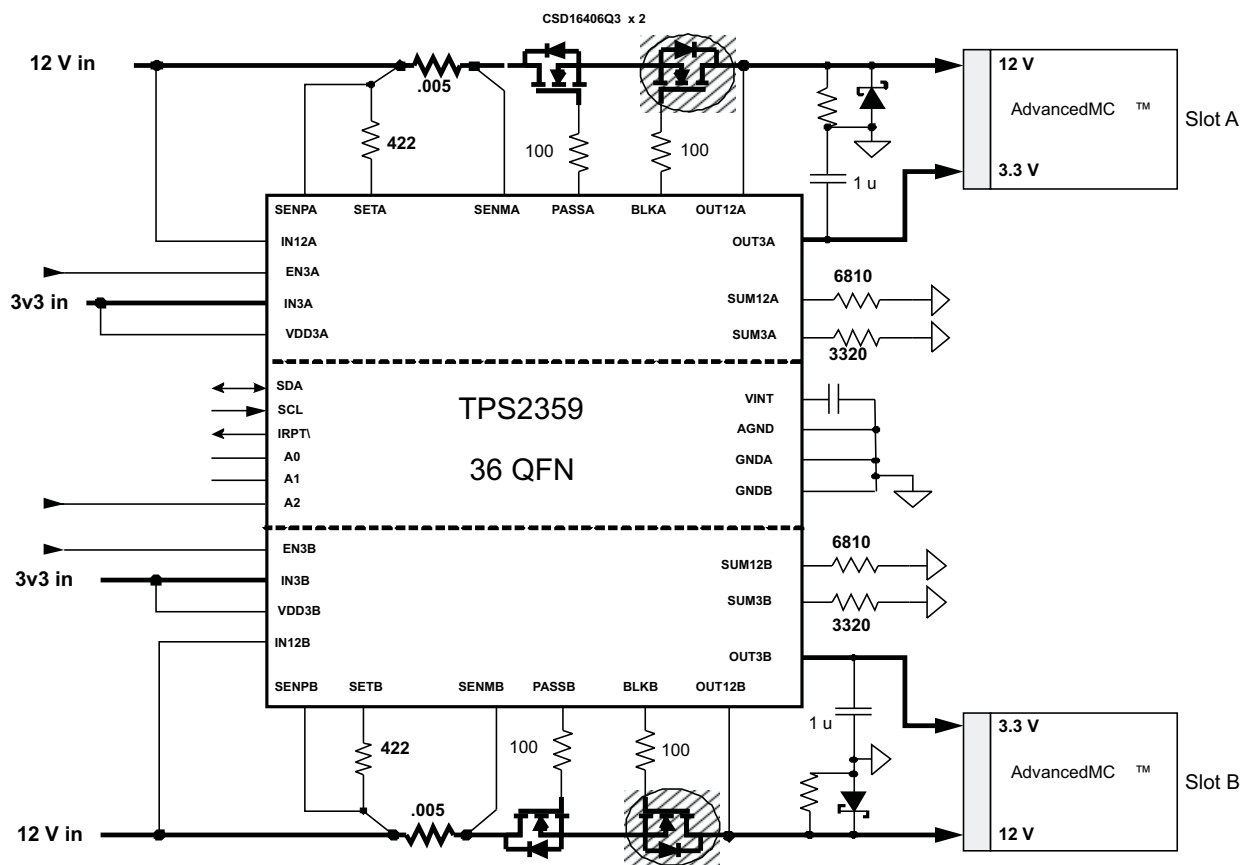 CSD16406Q3 x 2
12 V in
.005
422
100
100
12 V
AdvancedMC ™
Slot A
3.3 V
1 u
SENPA SETA SENMA PASSA BLKA OUT12A
IN12A
OUT3A
EN3A
3v3 in
IN3A
VDD3A
6810
SUM12A
SUM3A
3320
SDA
SCL
IRPT\
A0
A1
A2
TPS2359
36 QFN
VINT
AGND
GNDA
GNDB
EN3B
3v3 in
IN3B
VDD3B
IN12B
6810
SUM12B
SUM3B
3320
OUT3B
SENPB SETB SENMB PASSB BLKB OUT12B
422
100
100
1 u
3.3 V
AdvancedMC ™
Slot B
12 V
.005
12 V in